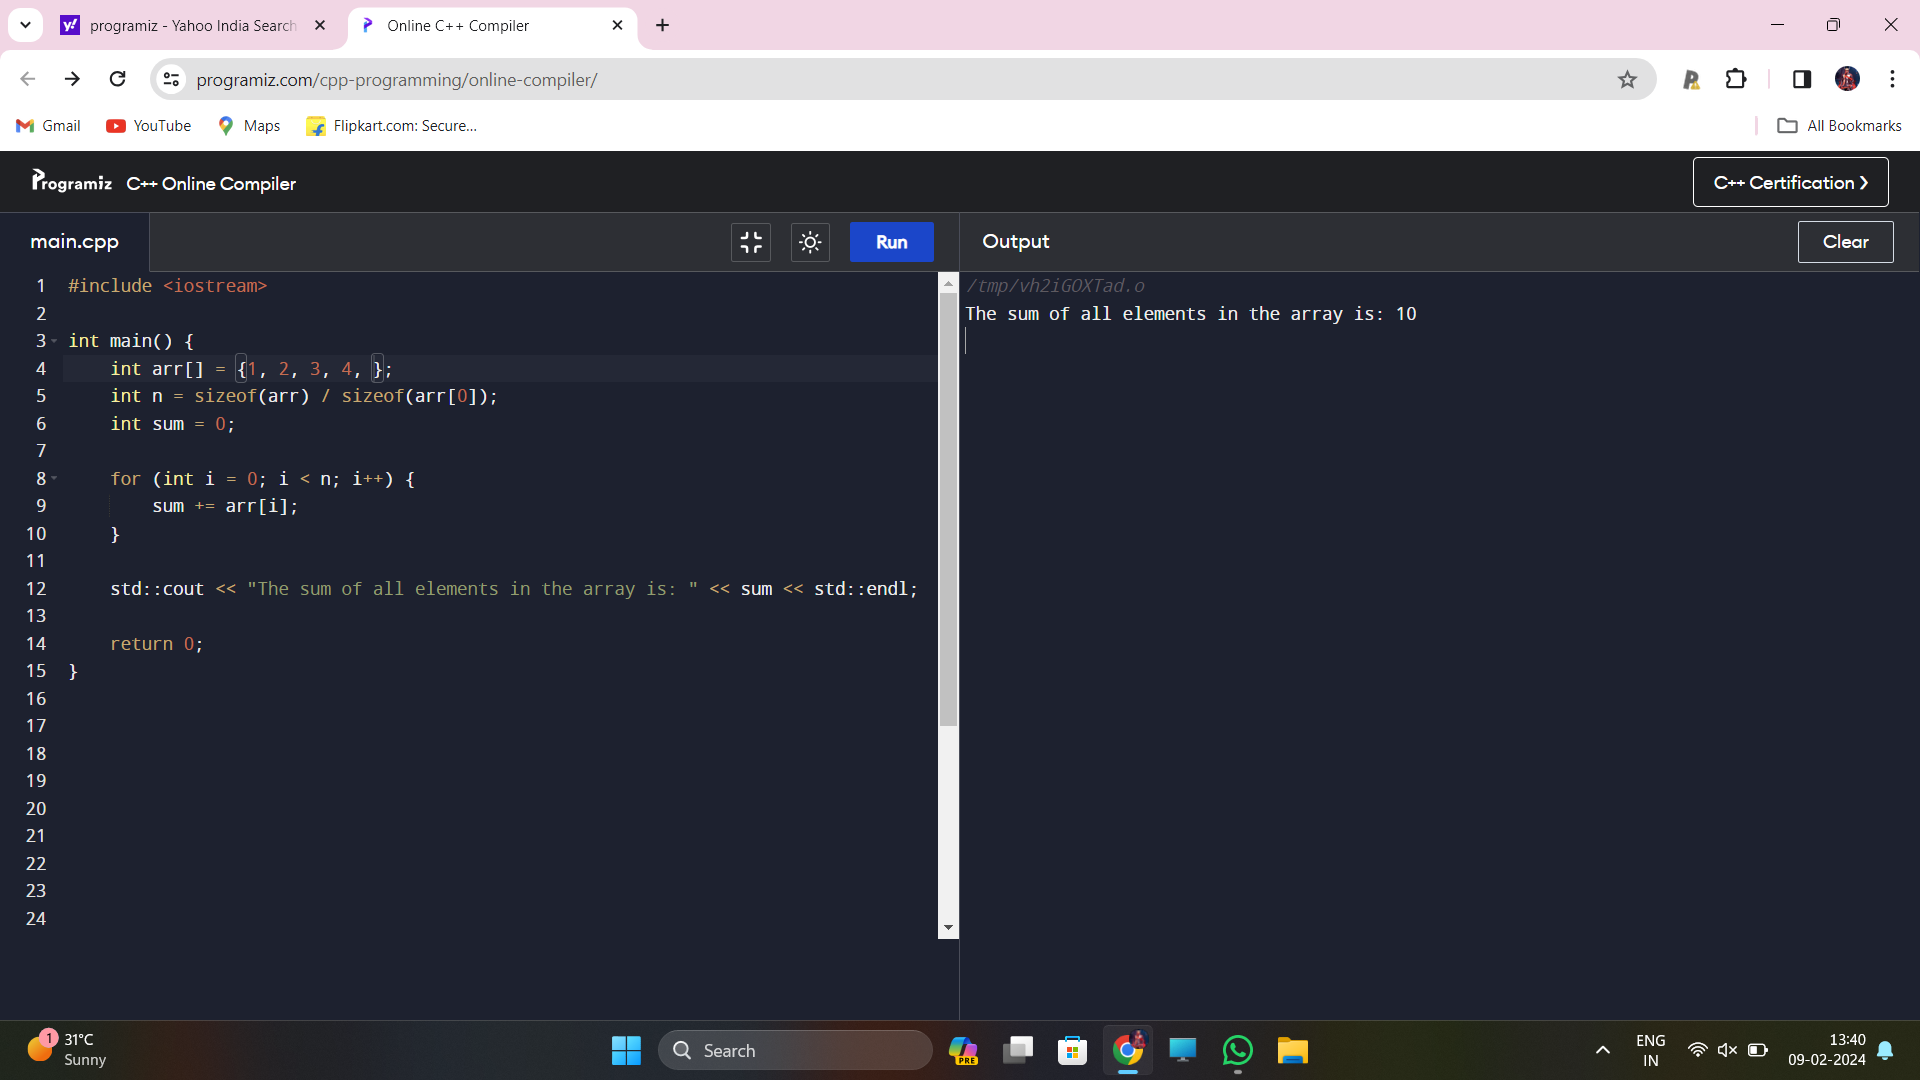 programiz - Yahoo India Search
Online C++ Compiler
programiz.com/cpp-programming/online-compiler/
Gmail
YouTube
Maps
Flipkart.com: Secure...
All Bookmarks
Programiz
C++ Online Compiler
C++ Certification >
main.cpp
Run
Output
Clear
1 #include <iostream>
2
3 int main() {
4     int arr[] = {1, 2, 3, 4, };
5     int n = sizeof(arr) / sizeof(arr[0]);
6     int sum = 0;
7
8     for (int i = 0; i < n; i++) {
9         sum += arr[i];
10     }
11
12     std::cout << "The sum of all elements in the array is: " << sum << std::endl;
13
14     return 0;
15 }
16
17
18
19
20
21
22
23
24
/tmp/vh2iGOXTad.o
The sum of all elements in the array is: 10
1
31°C
Sunny
Search
PRE
ENG
IN
13:40
09-02-2024